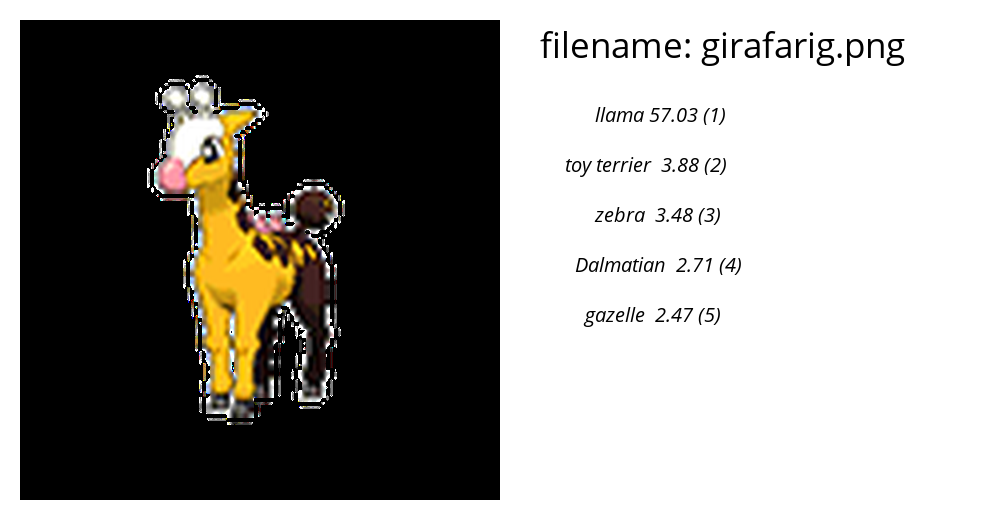 filename: girafarig.png
llama 57.03 (1)
toy terrier 3.88 (2)
zebra 3.48 (3)
Dalmatian 2.71 (4)
gazelle 2.47 (5)